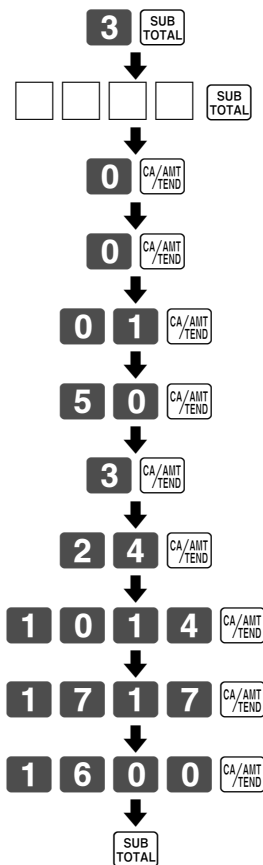 3 SUB TOTAL
SUB TOTAL
0 CA/AMT /TEND
0 CA/AMT /TEND
0 1 CA/AMT /TEND
5 0 CA/AMT /TEND
3 CA/AMT /TEND
2 4 CA/AMT /TEND
1 0 1 4 CA/AMT /TEND
1 7 1 7 CA/AMT /TEND
1 6 0 0 CA/AMT /TEND
SUB TOTAL